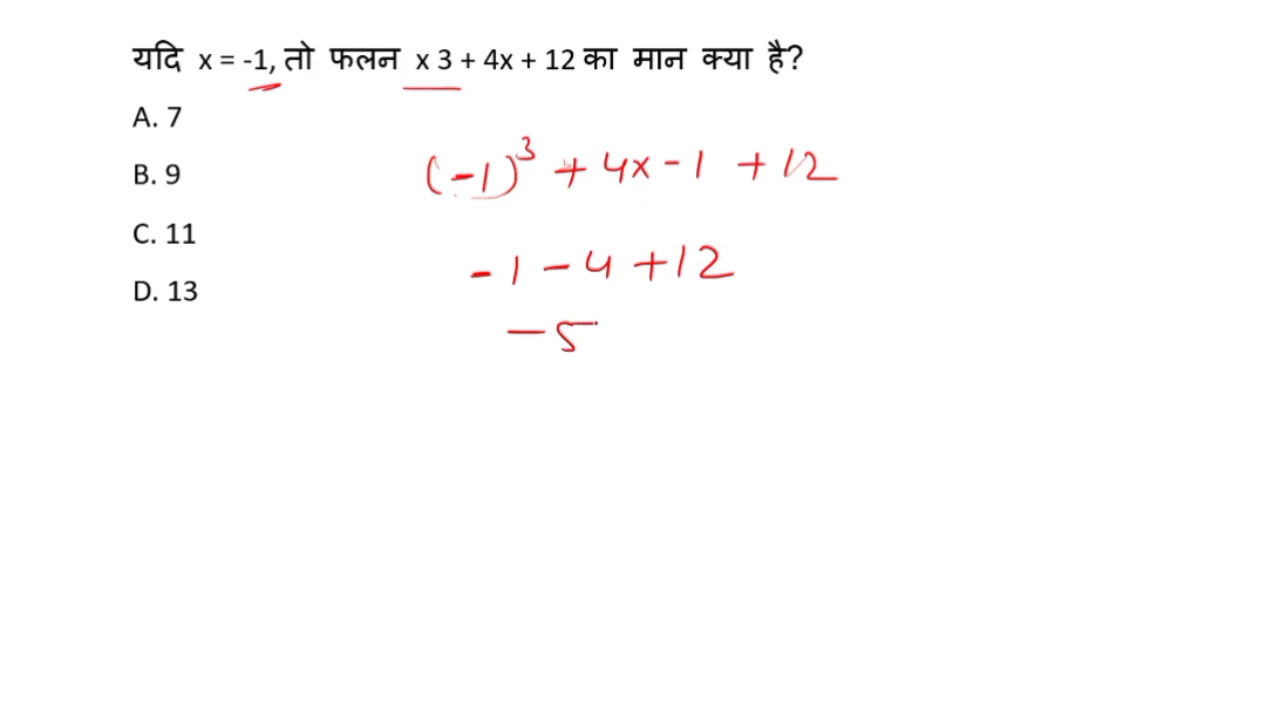 यदि x = -1, तो फलन x 3 + 4x + 12 का मान क्या है?
A. 7
B. 9
C. 11
D. 13
(-1)³ + 4x - 1 + 12
- 1 - 4 + 12
- 5